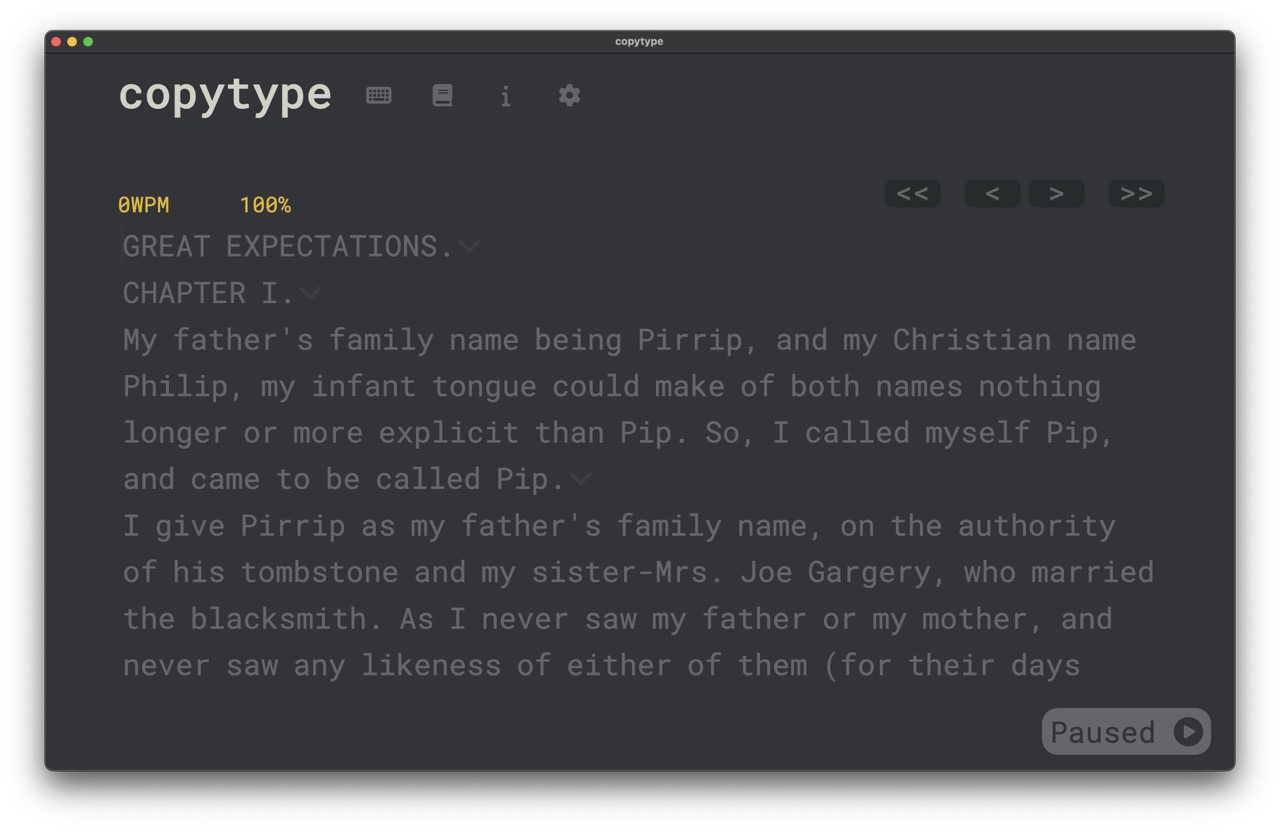 copytype
copytype
0WPM 100%
<< < > >>
GREAT EXPECTATIONS.
CHAPTER I.
My father's family name being Pirrip, and my Christian name
Philip, my infant tongue could make of both names nothing
longer or more explicit than Pip. So, I called myself Pip,
and came to be called Pip.
I give Pirrip as my father's family name, on the authority
of his tombstone and my sister-Mrs. Joe Gargery, who married
the blacksmith. As I never saw my father or my mother, and
never saw any likeness of either of them (for their days
Paused